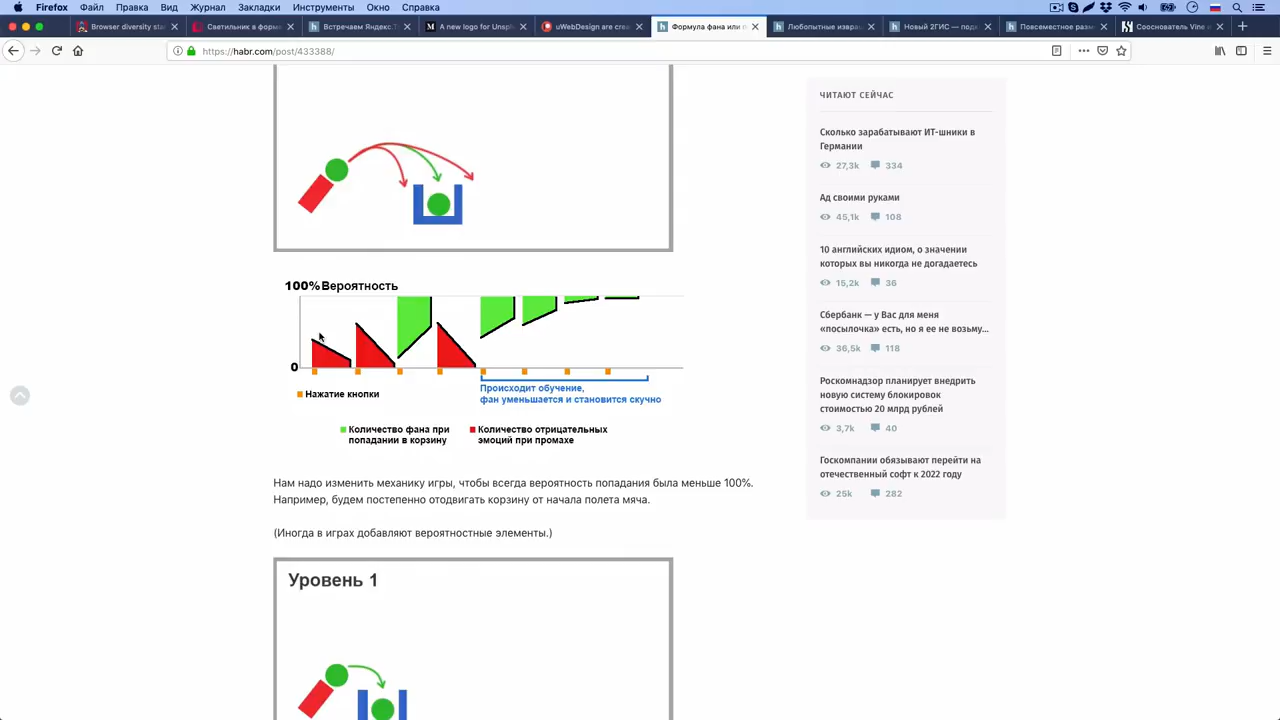 Firefox Файл Правка Вид Журнал Закладки Инструменты Окно Справка
Browser diversity sta
Светильник в форме
Встречаем Яндекс.Т
A new logo for Unspl
uWebDesign are crea
Формула фана или п
Любопытные извращ
Новый 2ГИС — под
Повсеместное разм
Сооснователь Vine и
https://habr.com/post/433388/
100% Вероятность
0
Нажатие кнопки
Происходит обучение,
фан уменьшается и становится скучно
Количество фана при
попадании в корзину
Количество отрицательных
эмоций при промахе
Нам надо изменить механику игры, чтобы всегда вероятность попадания была меньше 100%.
Например, будем постепенно отодвигать корзину от начала полета мяча.
(Иногда в играх добавляют вероятностные элементы.)
Уровень 1
ЧИТАЮТ СЕЙЧАС
Сколько зарабатывают ИТ-шники в
Германии
27,3k 334
Ад своими руками
45,1k 108
10 английских идиом, о значении
которых вы никогда не догадаетесь
15,2k 36
Сбербанк — у Вас для меня
«посылочка» есть, но я ее не возьму...
36,5k 118
Роскомнадзор планирует внедрить
новую систему блокировок
стоимостью 20 млрд рублей
3,7k 40
Госкомпании обязывают перейти на
отечественный софт к 2022 году
25k 282